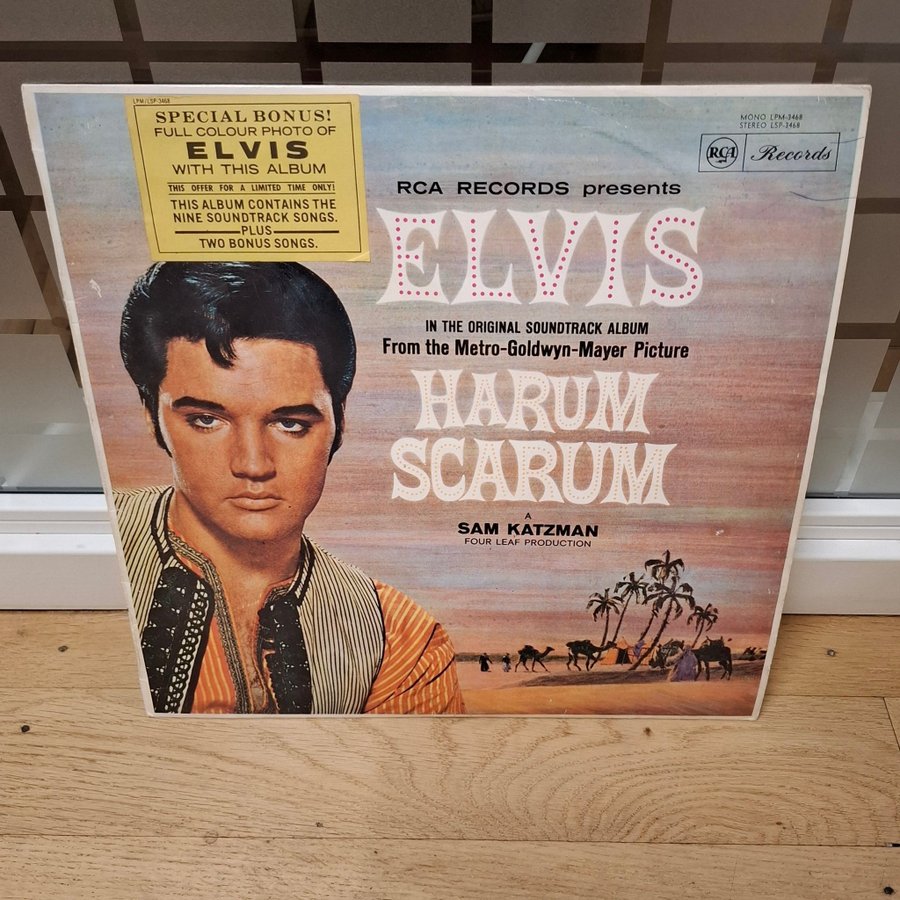 LPM/LSP-3468
SPECIAL BONUS!
FULL COLOUR PHOTO OF
ELVIS
WITH THIS ALBUM
THIS OFFER FOR A LIMITED TIME ONLY!
THIS ALBUM CONTAINS THE
NINE SOUNDTRACK SONGS.
PLUS
TWO BONUS SONGS.
MONO LPM-3468
STEREO LSP-3468
RCA Records
RCA RECORDS presents
ELVIS
IN THE ORIGINAL SOUNDTRACK ALBUM
From the Metro-Goldwyn-Mayer Picture
HARUM
SCARUM
A
SAM KATZMAN
FOUR LEAF PRODUCTION